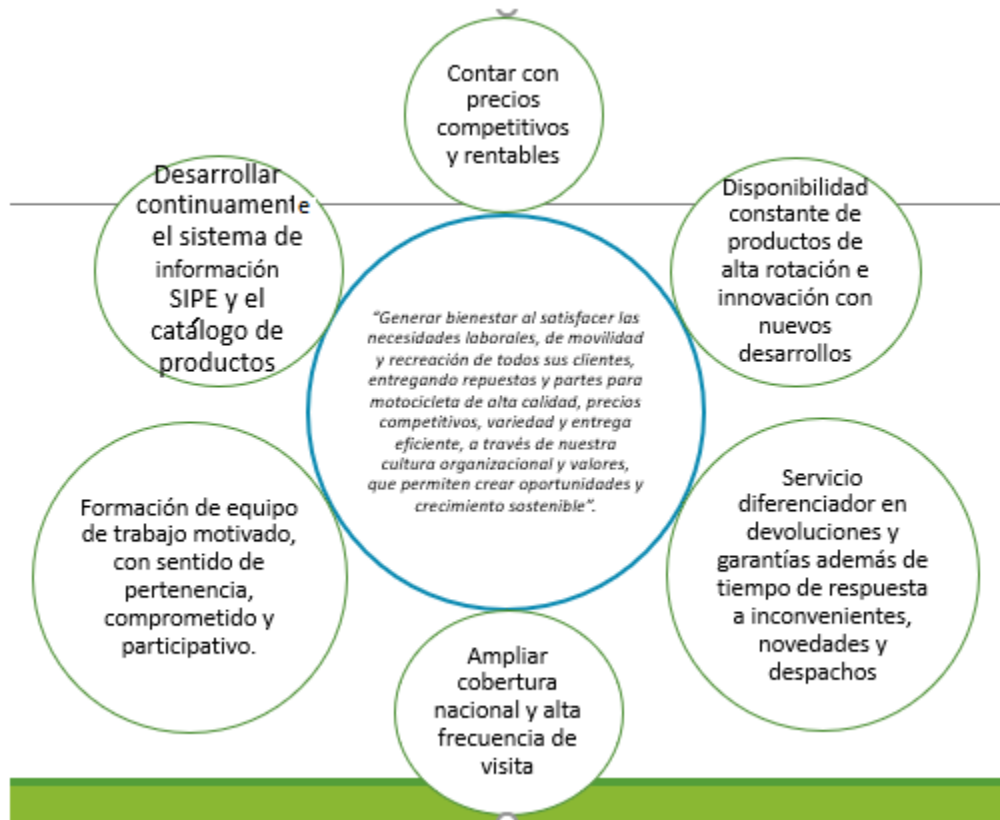 Contar con
precios
competitivos
y rentables
Desarrollar
continuamente
el sistema de
información
SIPE y el
catálogo de
productos
Disponibilidad
constante de
productos de
alta rotación e
innovación con
nuevos
desarrollos
“Generar bienestar al satisfacer las
necesidades laborales, de movilidad
y recreación de todos sus clientes,
entregando repuestos y partes para
motocicleta de alta calidad, precios
competitivos, variedad y entrega
eficiente, a través de nuestra
cultura organizacional y valores,
que permiten crear oportunidades y
crecimiento sostenible”.
Formación de equipo
de trabajo motivado,
con sentido de
pertenencia,
comprometido y
participativo.
Servicio
diferenciador en
devoluciones y
garantías además de
tiempo de respuesta
a inconvenientes,
novedades y
despachos
Ampliar
cobertura
nacional y alta
frecuencia de
visita